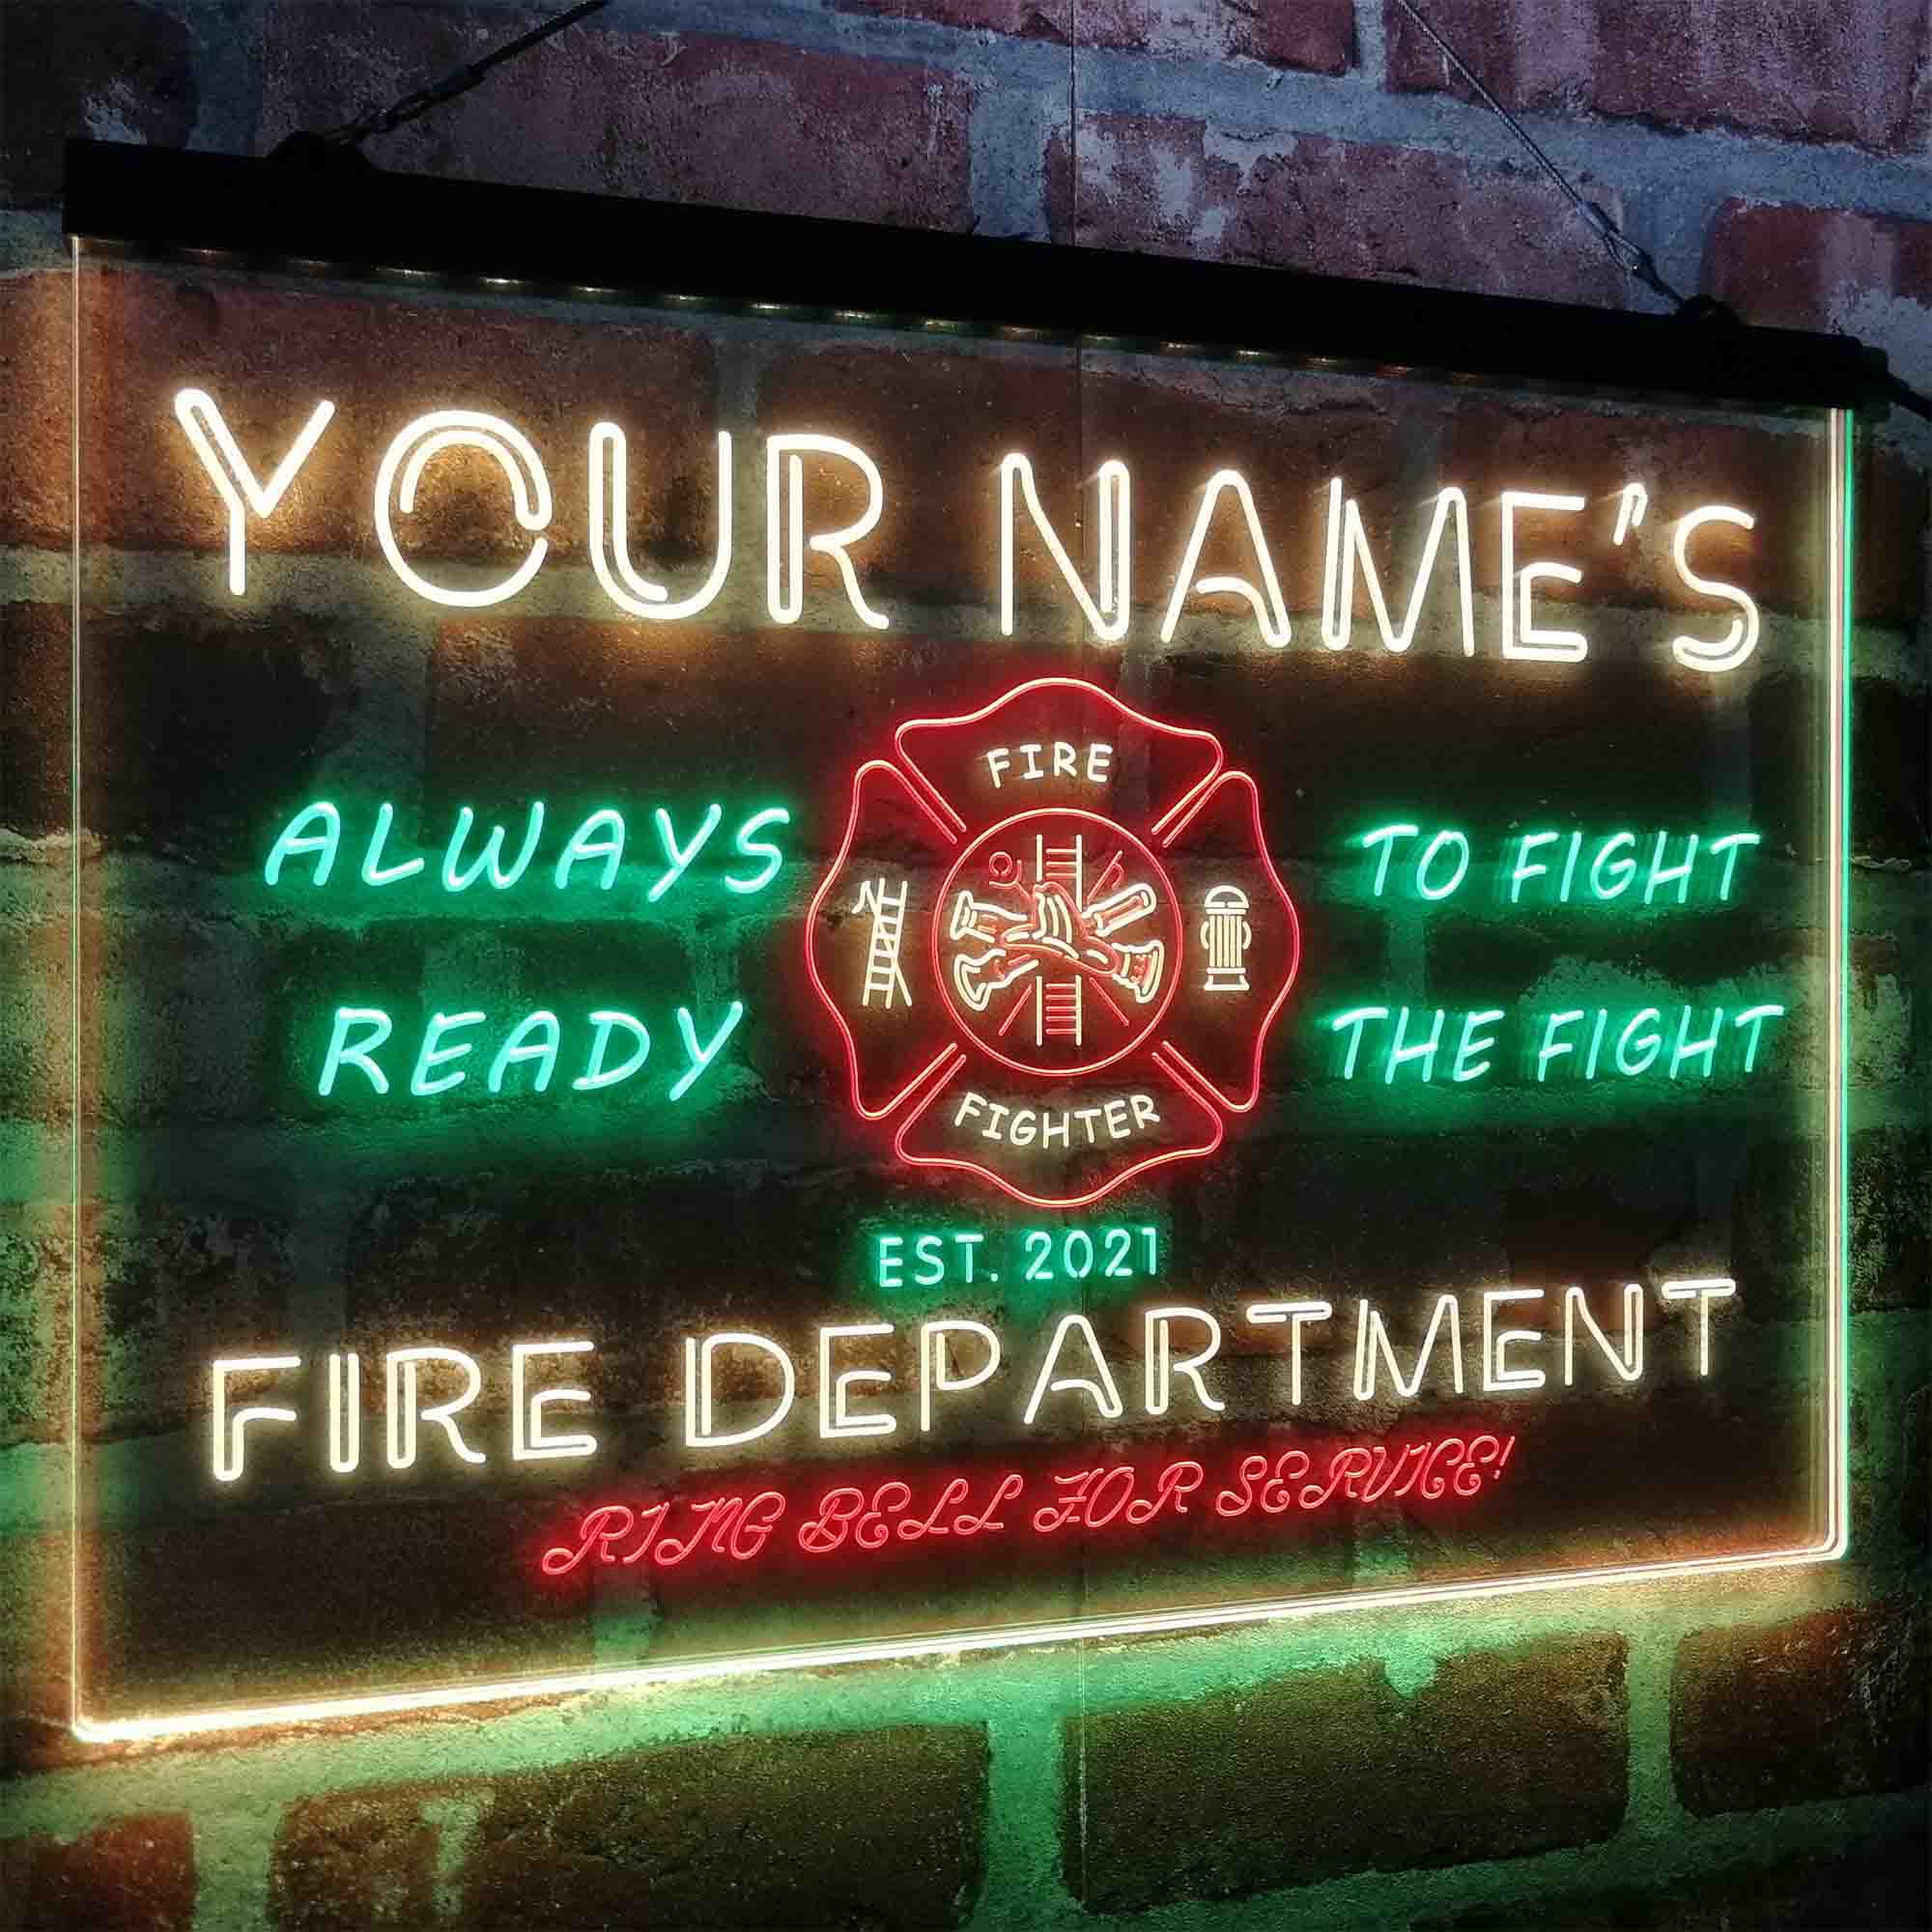 YOUR NAME'S
FIRE
ALWAYS
READY
TO FIGHT
THE FIGHT
FIGHTER
EST. 2021
FIRE DEPARTMENT
RING BELL FOR SERVICE!